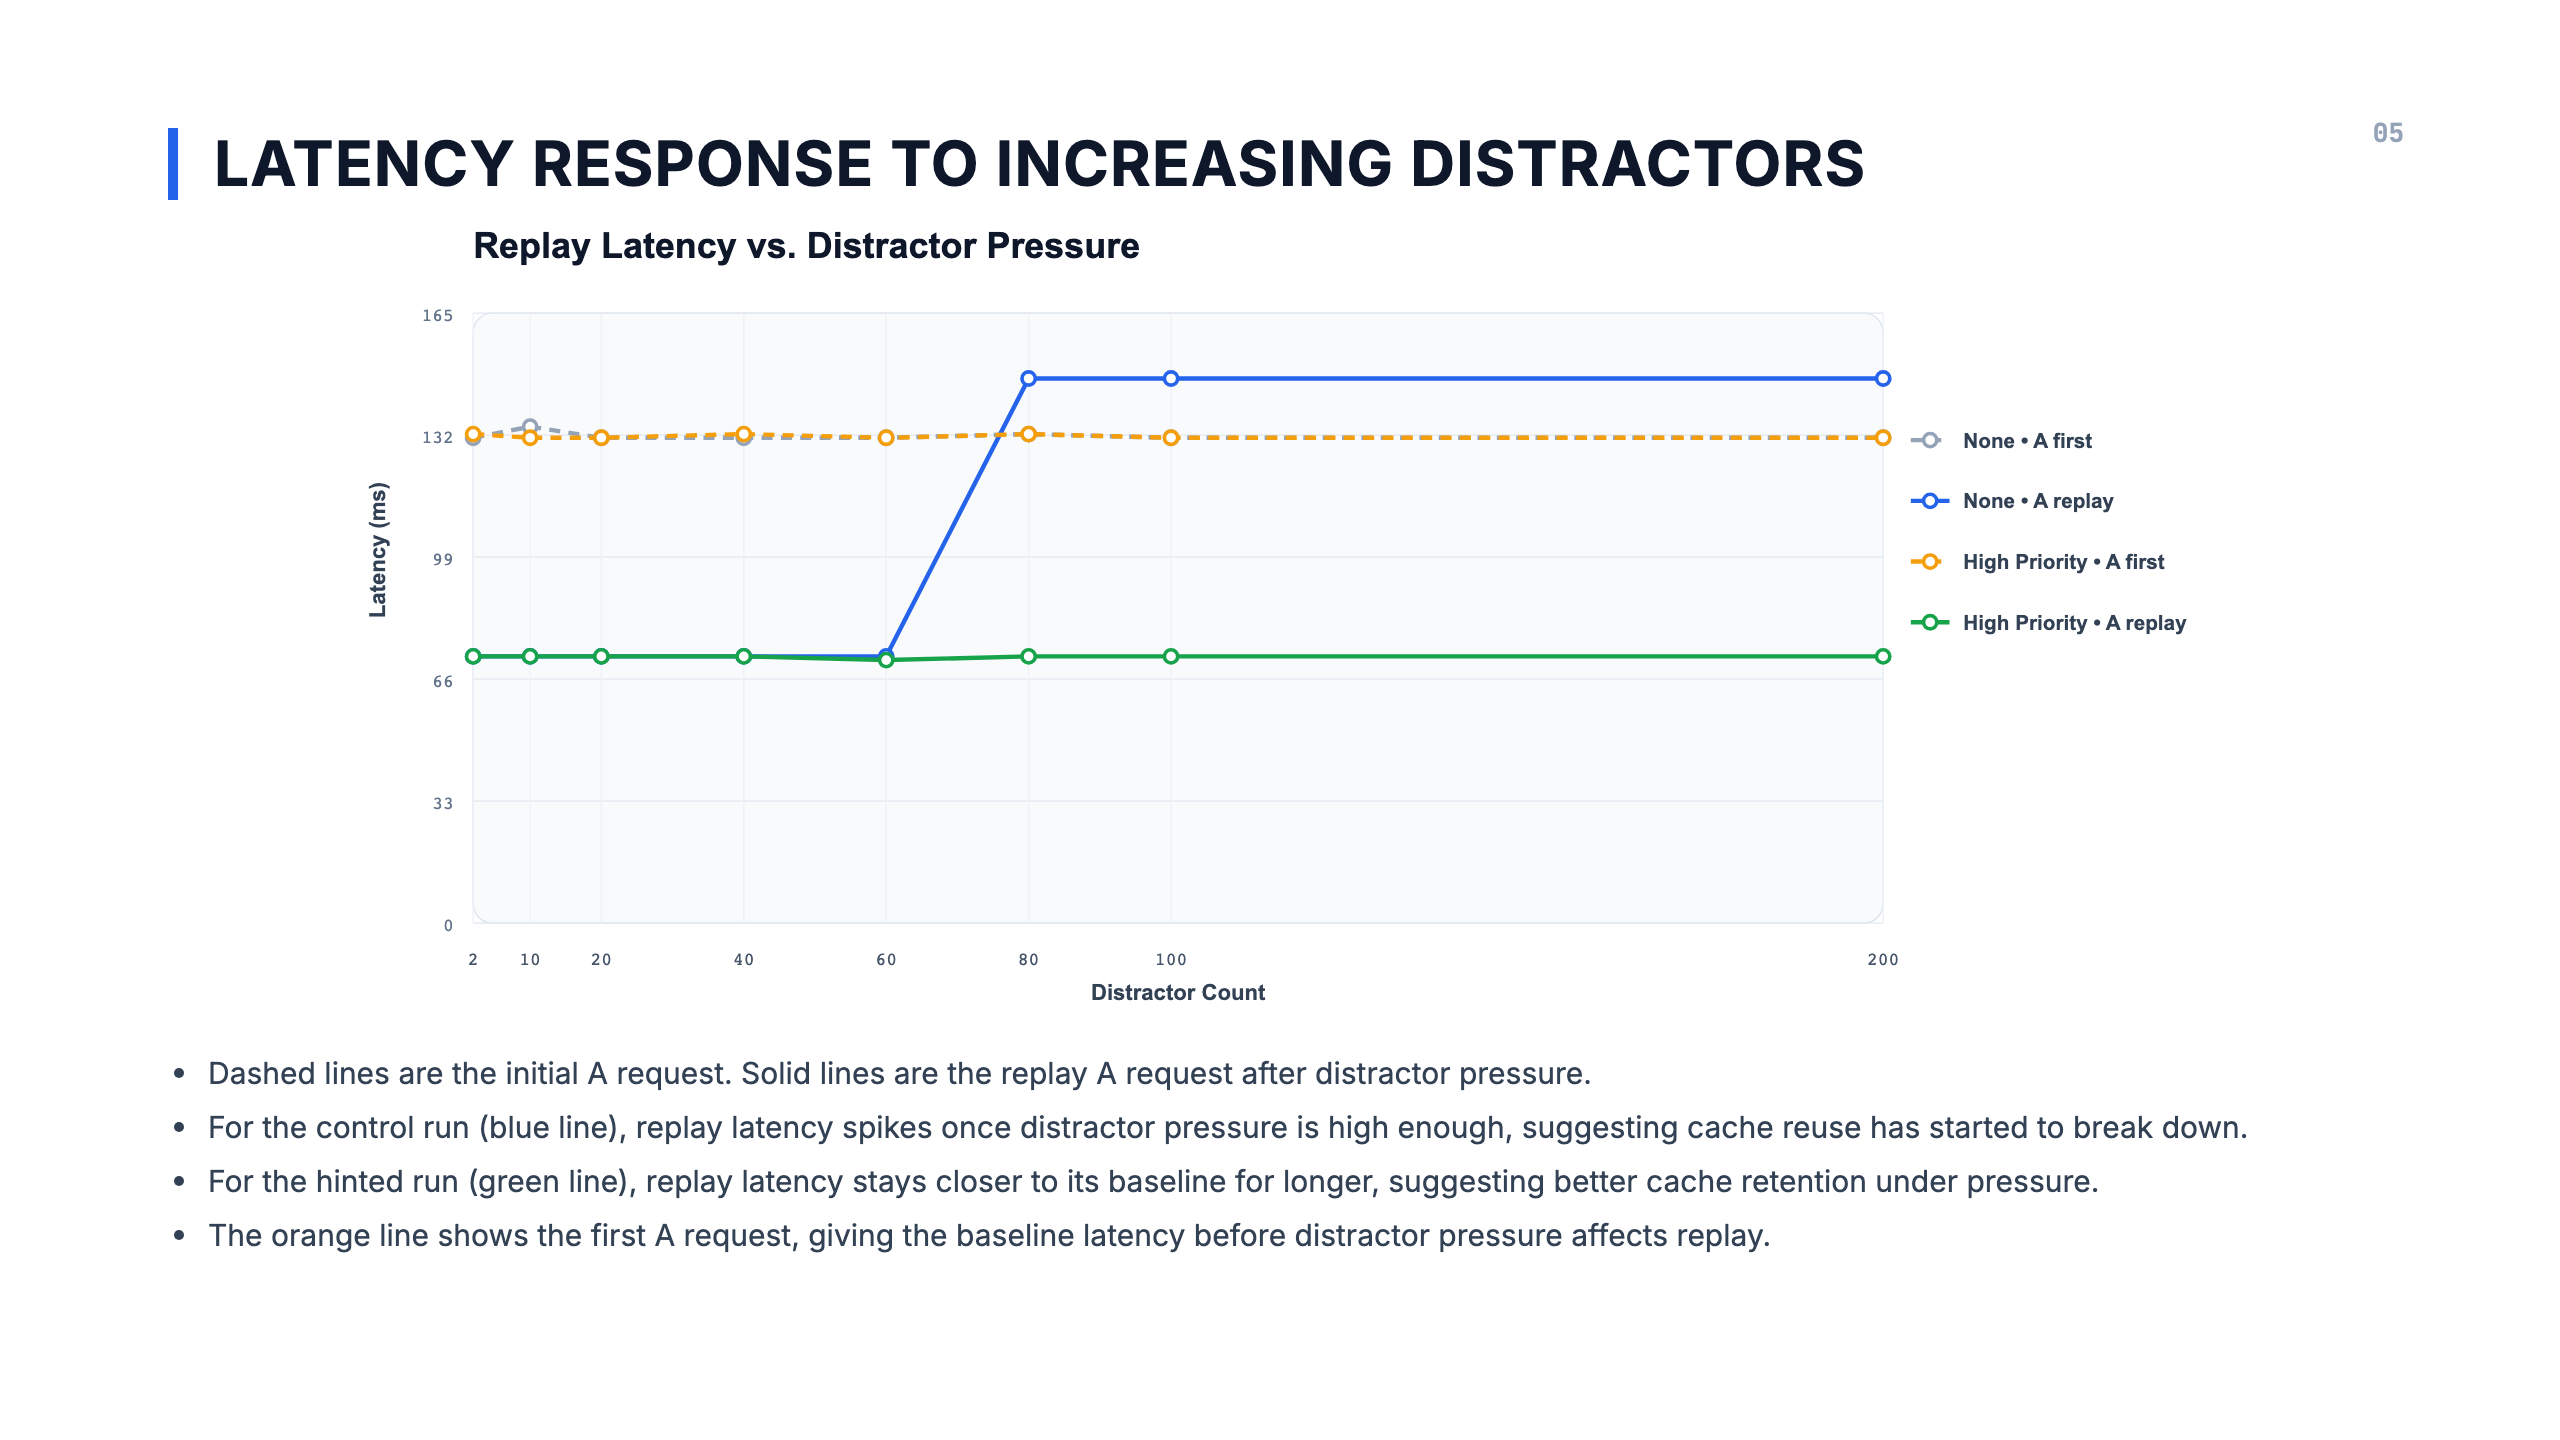 LATENCY RESPONSE TO INCREASING DISTRACTORS
05
Replay Latency vs. Distractor Pressure
165
132
99
66
33
0
Latency (ms)
2 10 20 40 60 80 100 200
Distractor Count
None • A first
None • A replay
High Priority • A first
High Priority • A replay
• Dashed lines are the initial A request. Solid lines are the replay A request after distractor pressure.
• For the control run (blue line), replay latency spikes once distractor pressure is high enough, suggesting cache reuse has started to break down.
• For the hinted run (green line), replay latency stays closer to its baseline for longer, suggesting better cache retention under pressure.
• The orange line shows the first A request, giving the baseline latency before distractor pressure affects replay.